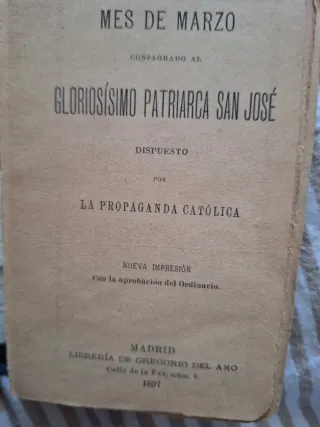 MES DE MARZO
CONSAGRADO AL
GLORIOSÍSIMO PATRIARCA SAN JOSÉ
DISPUESTO
POR
LA PROPAGANDA CATÓLICA
NUEVA IMPRESIÓN
Con la aprobación del Ordinario.
MADRID
LIBRERÍA DE GREGORIO DEL AMO
Calle de la Paz, núm. 6
1897